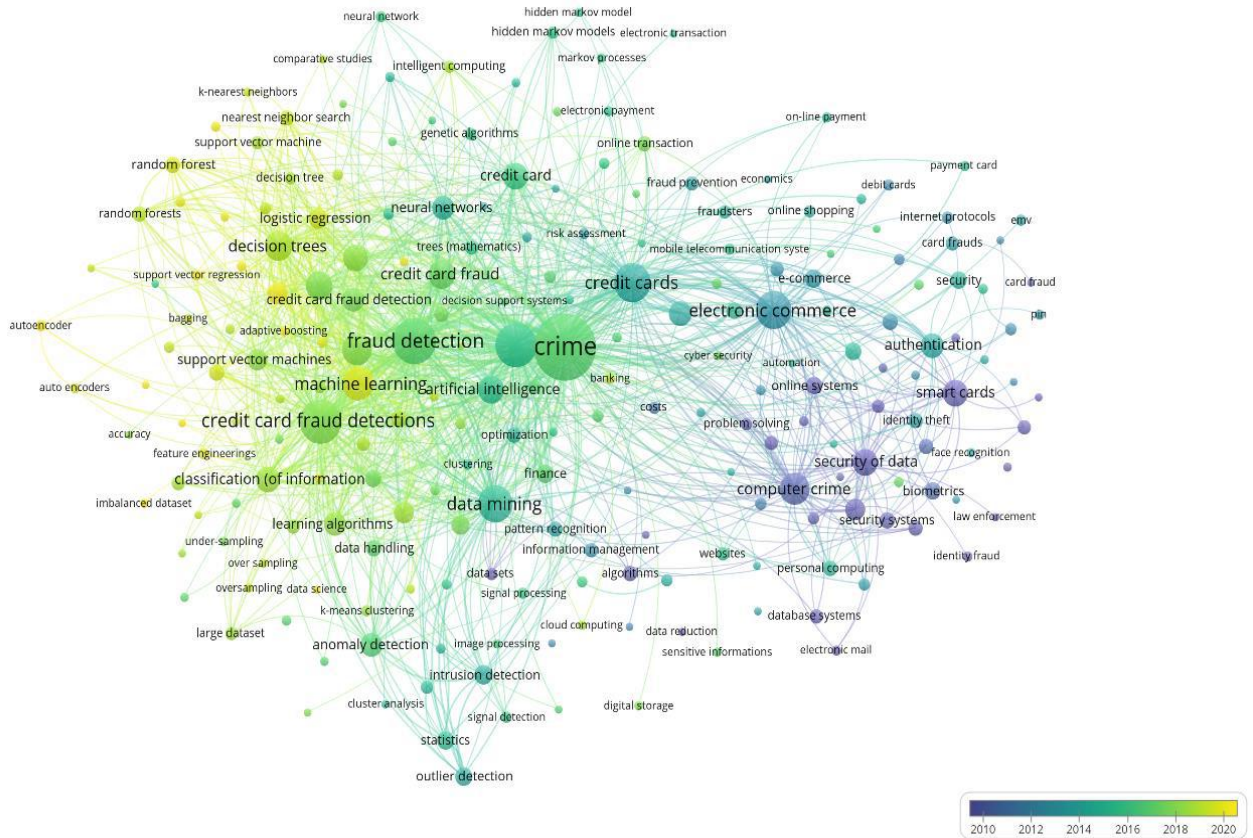 hidden markov model
neural network
hidden markov models
electronic transaction
comparative studies
markov processes
intelligent computing
k-nearest neighbors
electronic payment
nearest neighbor search
on-line payment
genetic algorithms
support vector machine
online transaction
random forest
payment card
decision tree
credit card
fraud prevention
economics
debit cards
neural networks
random forests
logistic regression
fraudsters
online shopping
internet protocols
emv
risk assessment
decision trees
trees (mathematics)
mobile telecommunication syste
card frauds
support vector regression
credit card fraud
credit cards
e-commerce
security
card fraud
credit card fraud detection
decision support systems
electronic commerce
pin
bagging
autoencoder
adaptive boosting
fraud detection
crime
authentication
support vector machines
cyber security
automation
machine learning
banking
auto encoders
artificial intelligence
online systems
smart cards
costs
credit card fraud detections
problem solving
identity theft
accuracy
optimization
feature engineerings
face recognition
clustering
security of data
finance
classification (of information
computer crime
biometrics
imbalanced dataset
data mining
law enforcement
learning algorithms
pattern recognition
security systems
under-sampling
data handling
information management
websites
identity fraud
over sampling
data sets
algorithms
personal computing
oversampling
data science
signal processing
k-means clustering
database systems
cloud computing
large dataset
data reduction
anomaly detection
image processing
sensitive informations
electronic mail
intrusion detection
cluster analysis
digital storage
signal detection
statistics
outlier detection
2010 2012 2014 2016 2018 2020